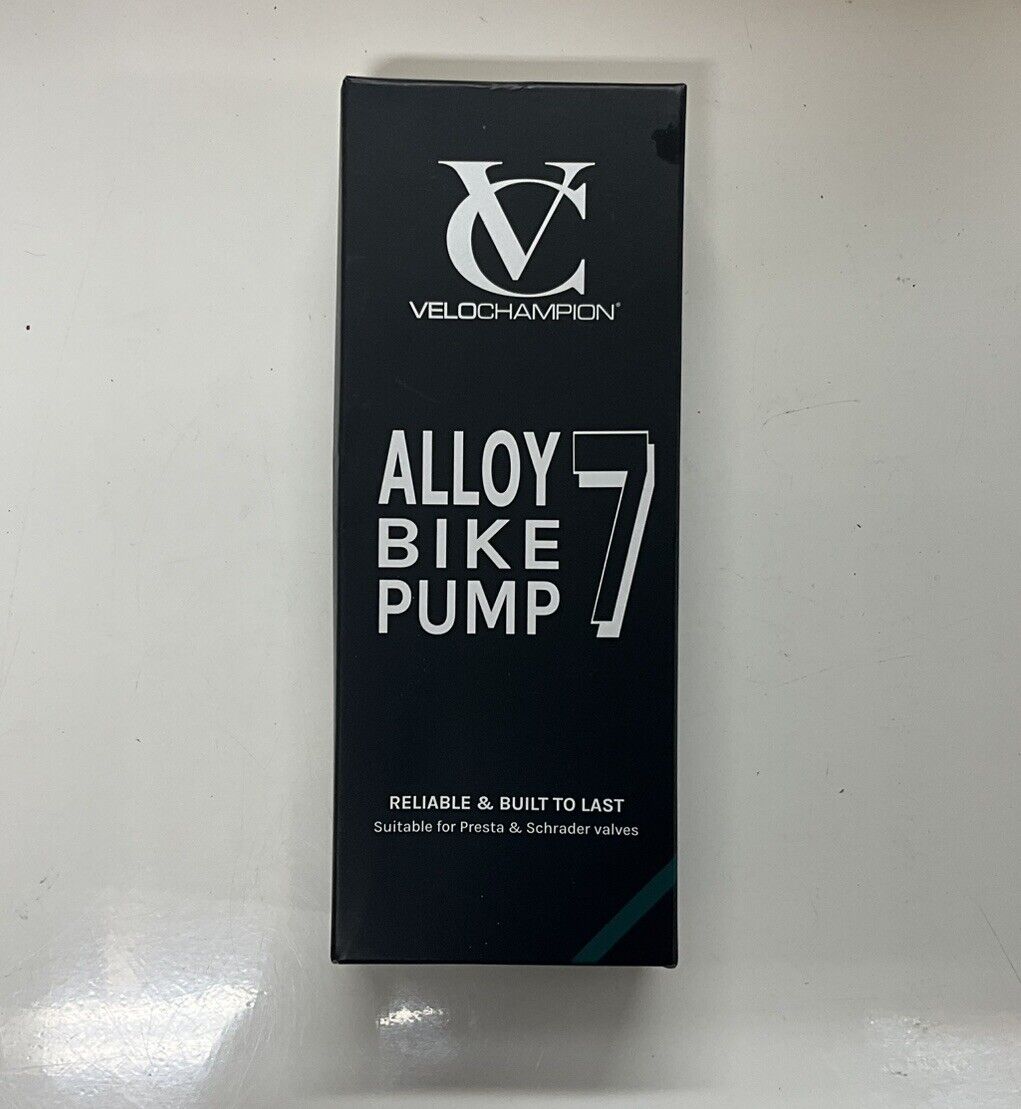 VC
VELOCHAMPION®
ALLOY 7
BIKE
PUMP
RELIABLE & BUILT TO LAST
Suitable for Presta & Schrader valves